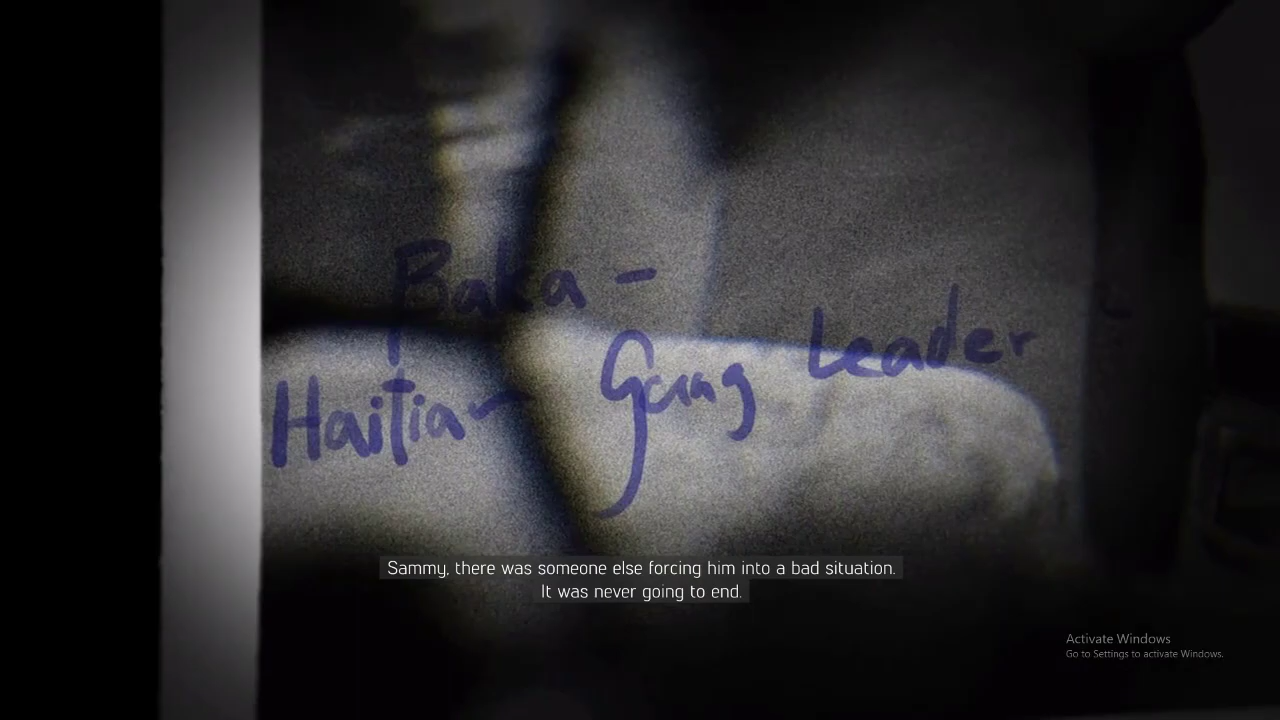 Baka -
Haitian Gang Leader
Sammy, there was someone else forcing him into a bad situation.
It was never going to end.
Activate Windows
Go to Settings to activate Windows.